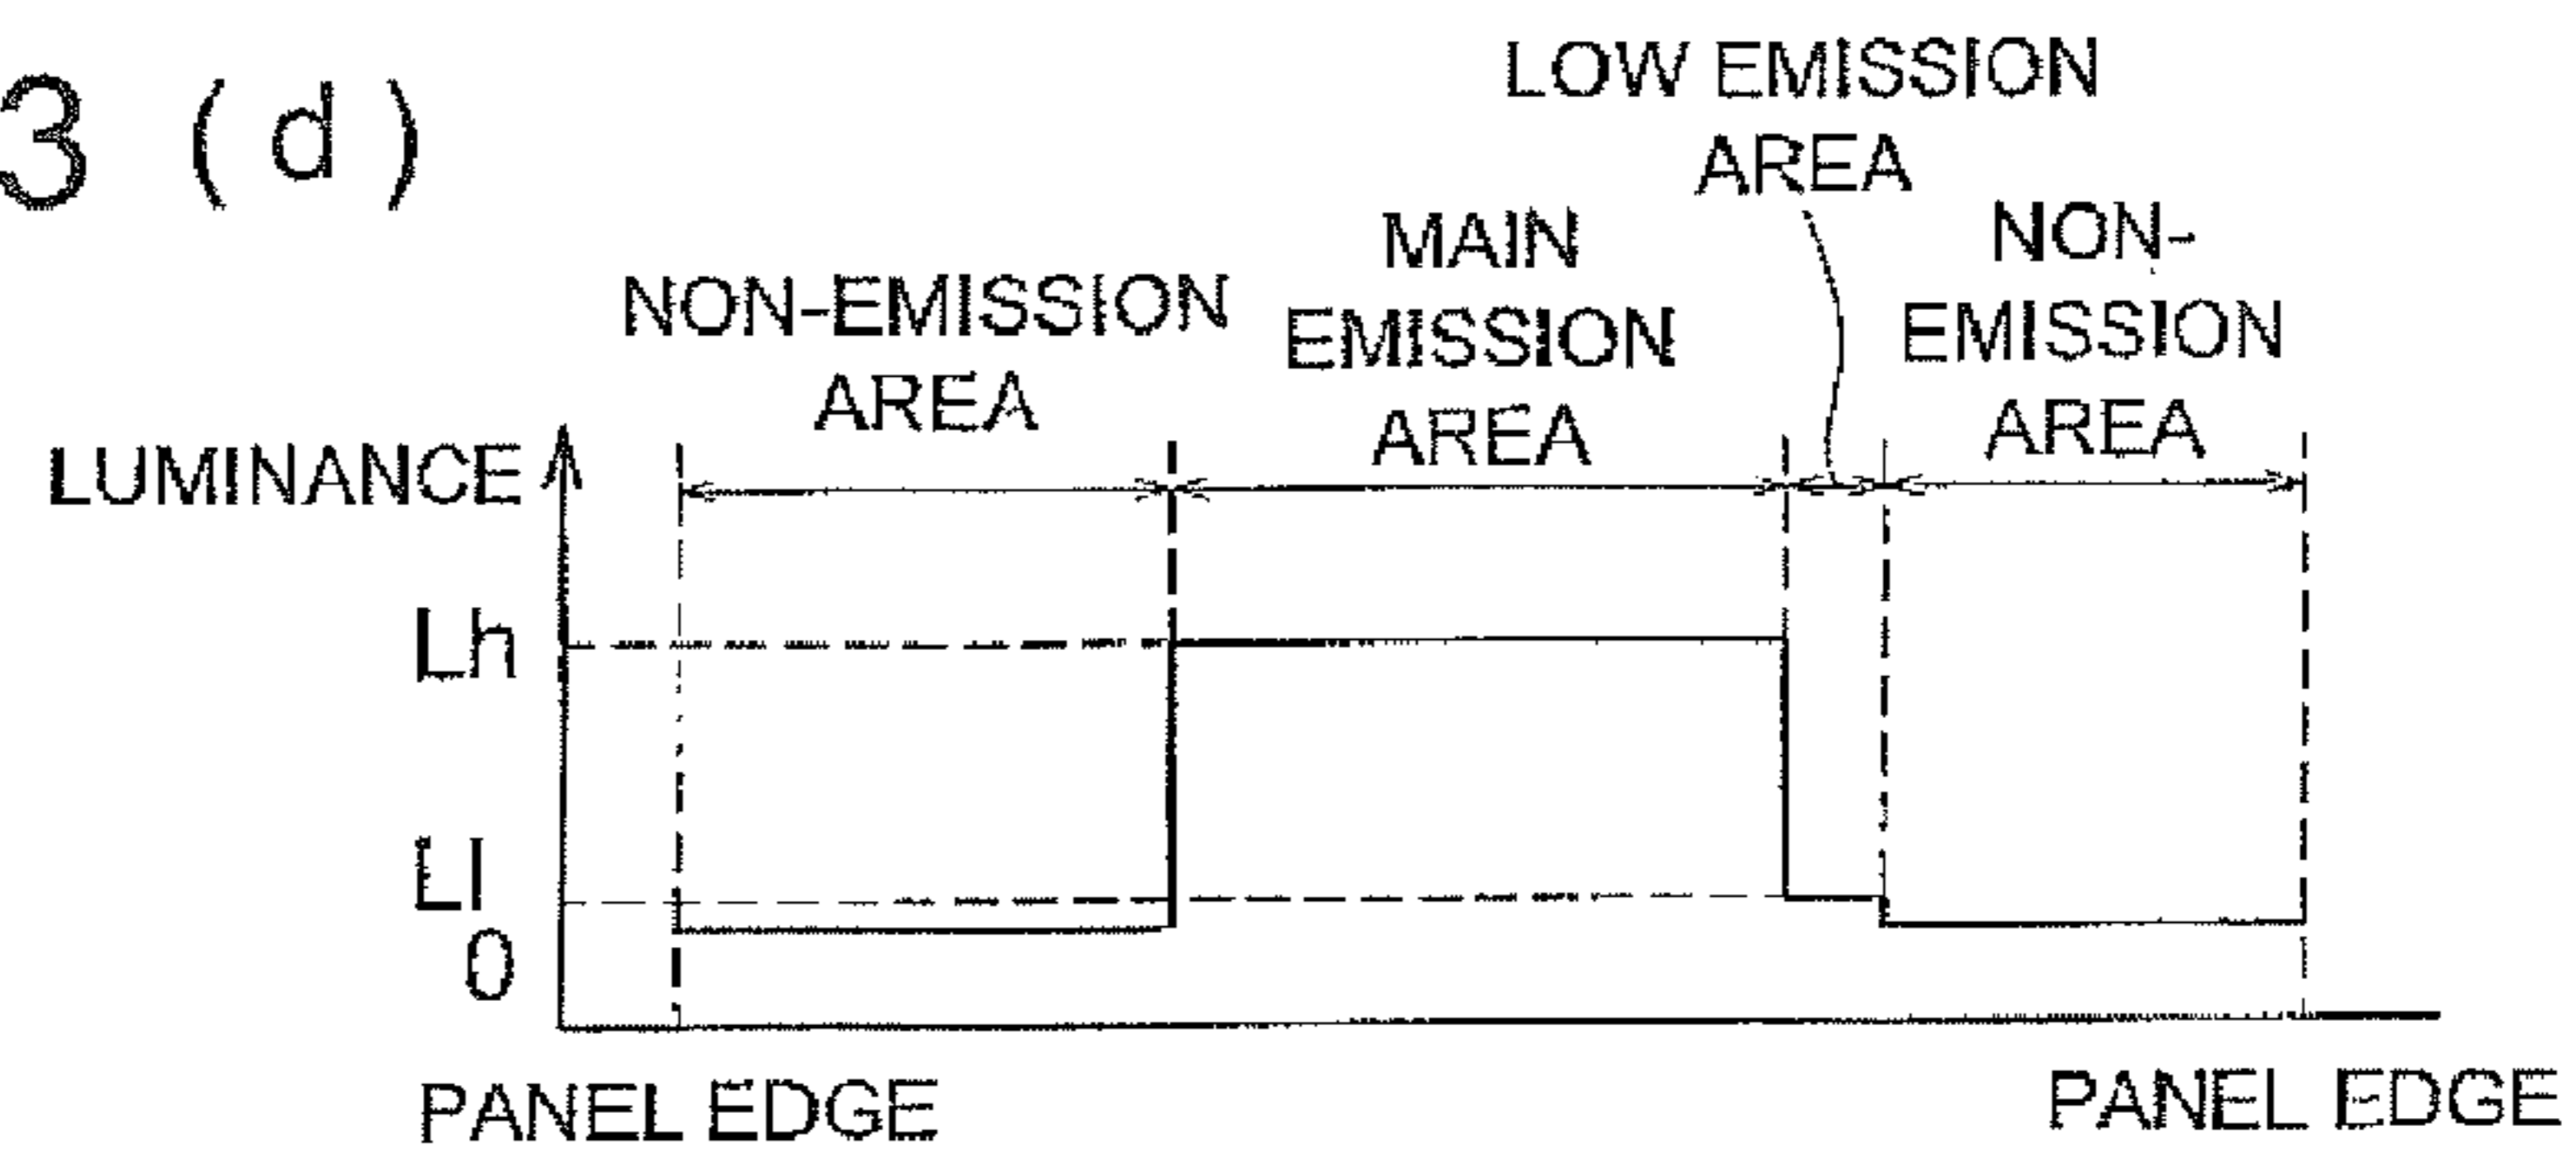 3 (d)
LOW EMISSION
AREA
NON-EMISSION
AREA
MAIN
EMISSION
AREA
NON-
EMISSION
AREA
LUMINANCE
Lh
Ll
0
PANEL EDGE
PANEL EDGE